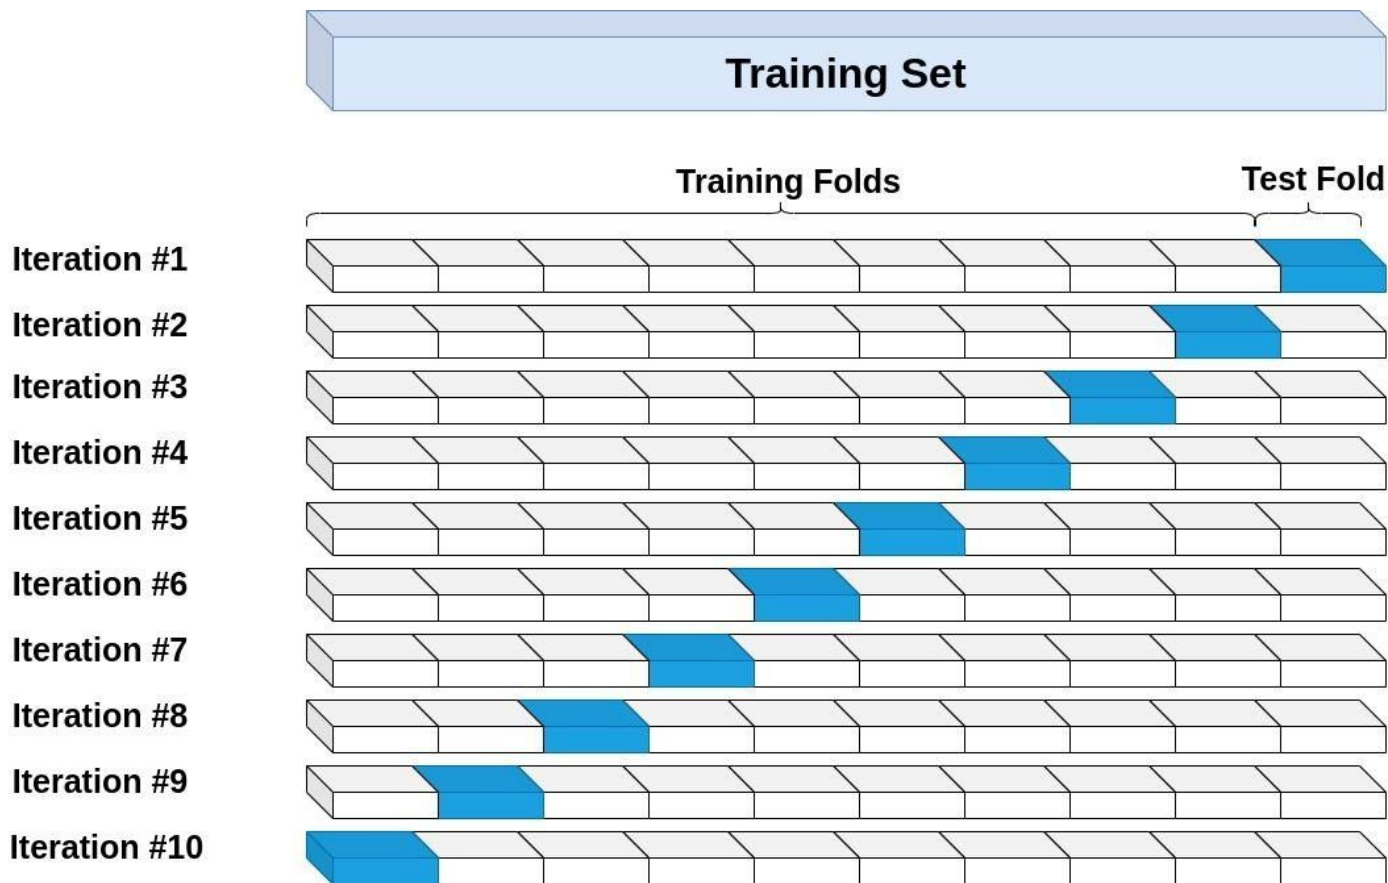 Training Set
Training Folds
Test Fold
Iteration #1
Iteration #2
Iteration #3
Iteration #4
Iteration #5
Iteration #6
Iteration #7
Iteration #8
Iteration #9
Iteration #10